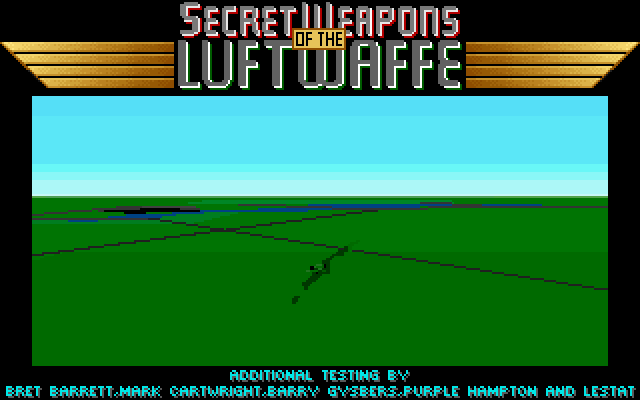 SECRET WEAPONS
OF THE
LUFTWAFFE
ADDITIONAL TESTING BY
BRET BARRETT,MARK CARTWRIGHT,BARRY GYSBERS,PURPLE HAMPTON AND LESTAT